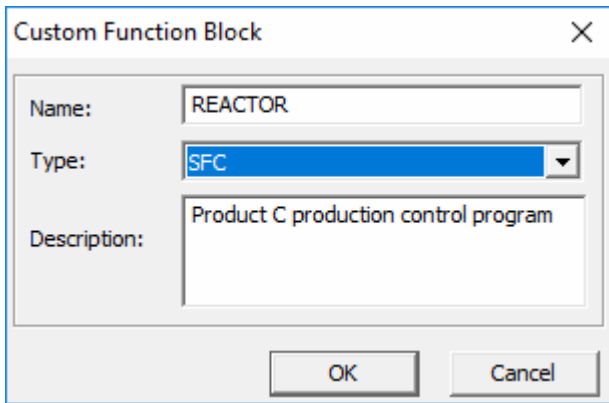 Custom Function Block
Name: REACTOR
Type: SFC
Description: Product C production control program
OK Cancel